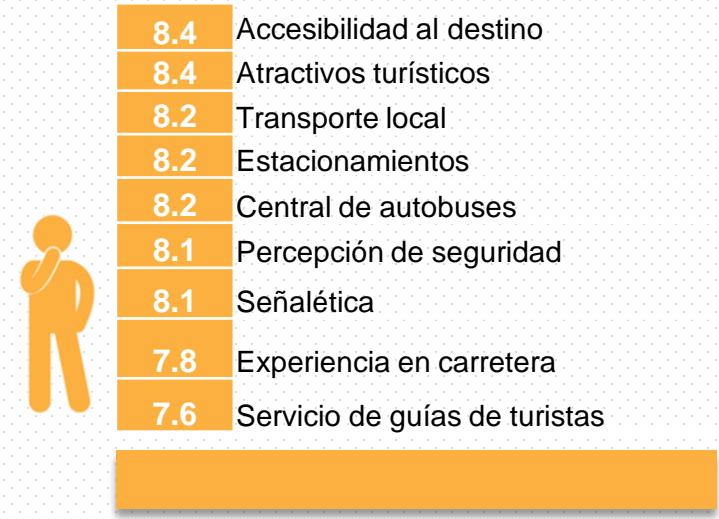 8.4 Accesibilidad al destino
8.4 Atractivos turísticos
8.2 Transporte local
8.2 Estacionamientos
8.2 Central de autobuses
8.1 Percepción de seguridad
8.1 Señalética
7.8 Experiencia en carretera
7.6 Servicio de guías de turistas